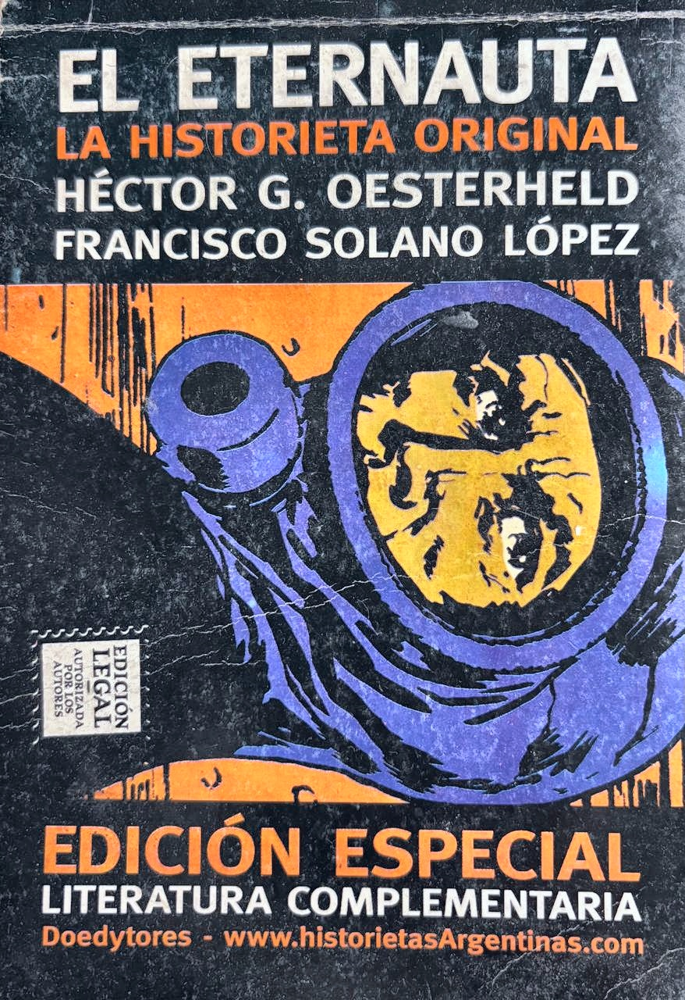 EL ETERNAUTA
LA HISTORIETA ORIGINAL
HÉCTOR G. OESTERHELD
FRANCISCO SOLANO LÓPEZ
EDICIÓN
LEGAL
AUTORIZADA
POR LOS
AUTORES
EDICIÓN ESPECIAL
LITERATURA COMPLEMENTARIA
Doedytores - www.historietasArgentinas.com